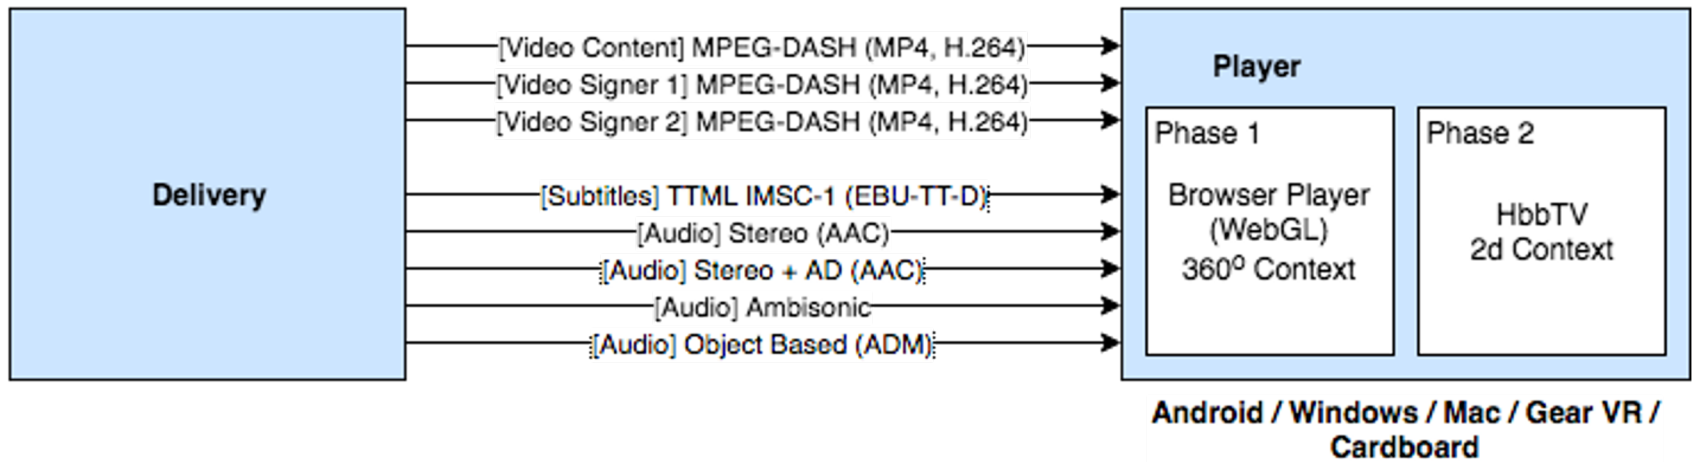 Delivery
[Video Content] MPEG-DASH (MP4, H.264)
[Video Signer 1] MPEG-DASH (MP4, H.264)
[Video Signer 2] MPEG-DASH (MP4, H.264)
[Subtitles] TTML IMSC-1 (EBU-TT-D)
[Audio] Stereo (AAC)
[Audio] Stereo + AD (AAC)
[Audio] Ambisonic
[Audio] Object Based (ADM)
Player
Phase 1
Browser Player
(WebGL)
360º Context
Phase 2
HbbTV
2d Context
Android / Windows / Mac / Gear VR /
Cardboard